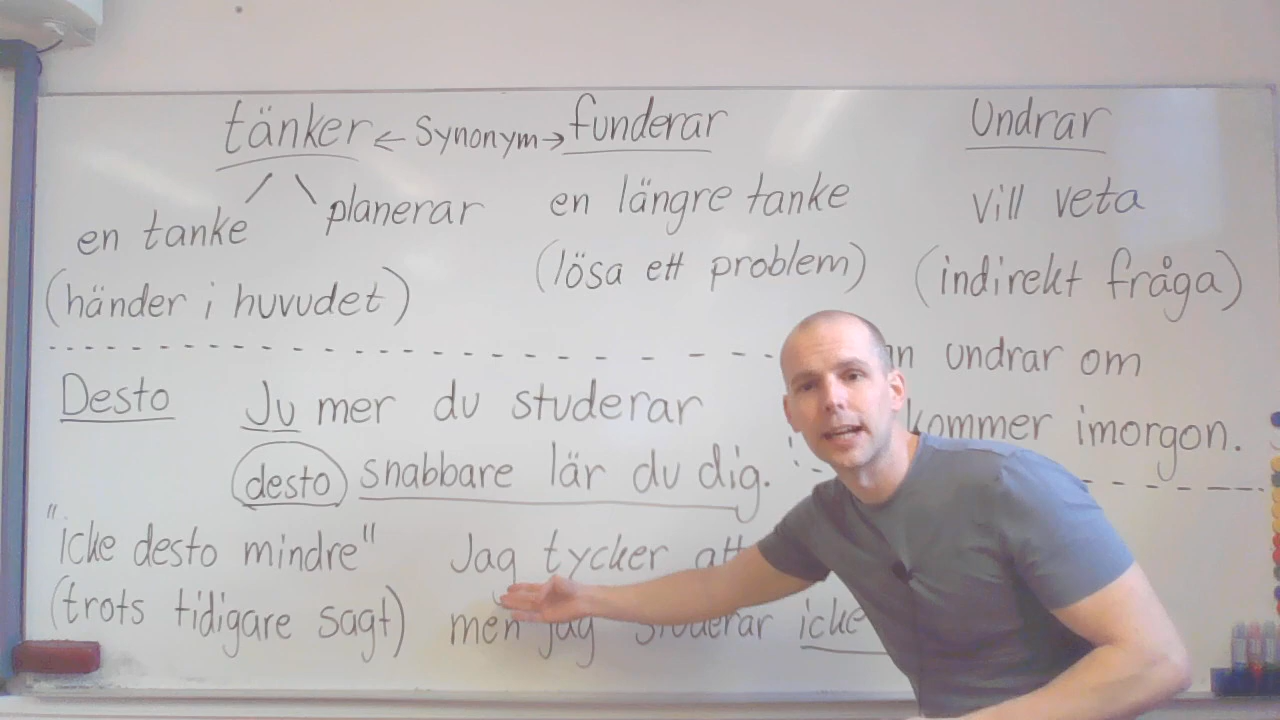 tänker ← synonym → funderar
en tanke
planerar
(händer i huvudet)
en längre tanke
(lösa ett problem)
Undrar
vill veta
(indirekt fråga)
undrar om
kommer imorgon.
Desto
Ju mer du studerar
desto snabbare lär du dig.
"icke desto mindre"
(trots tidigare sagt)
Jag tycker att
men jag studerar icke